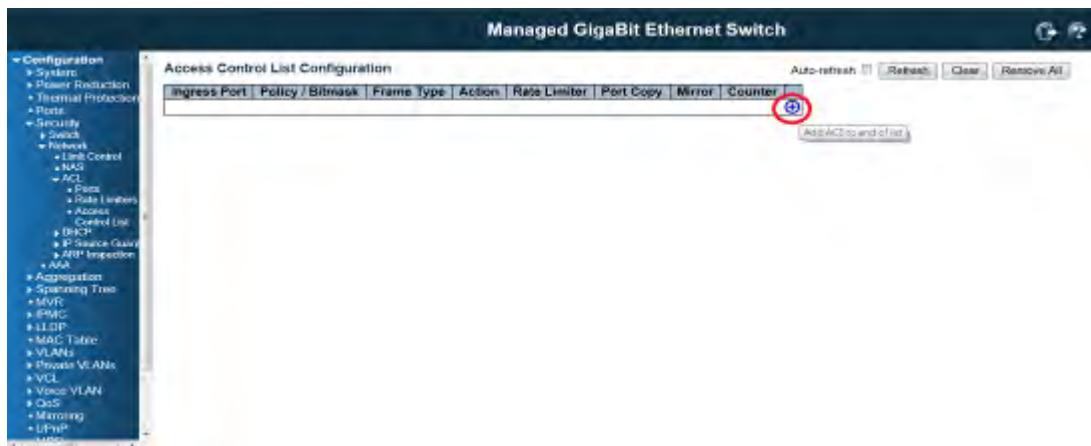 Managed GigaBit Ethernet Switch
Configuration
System
Power Reduction
Thermal Protection
Ports
Security
Switch
Network
Limit Control
NAS
ACL
Ports
Rate Limiters
Access
Control List
DHCP
IP Source Guard
ARP Inspection
AAA
Aggregation
Spanning Tree
MVR
IPMC
LLDP
MAC Table
VLANs
Private VLANs
VCL
Voice VLAN
QoS
Mirroring
UPnP
Access Control List Configuration
Auto-refresh Refresh Clear Remove All
Ingress Port Policy / Bitmask Frame Type Action Rate Limiter Port Copy Mirror Counter
Add ACE to end of list